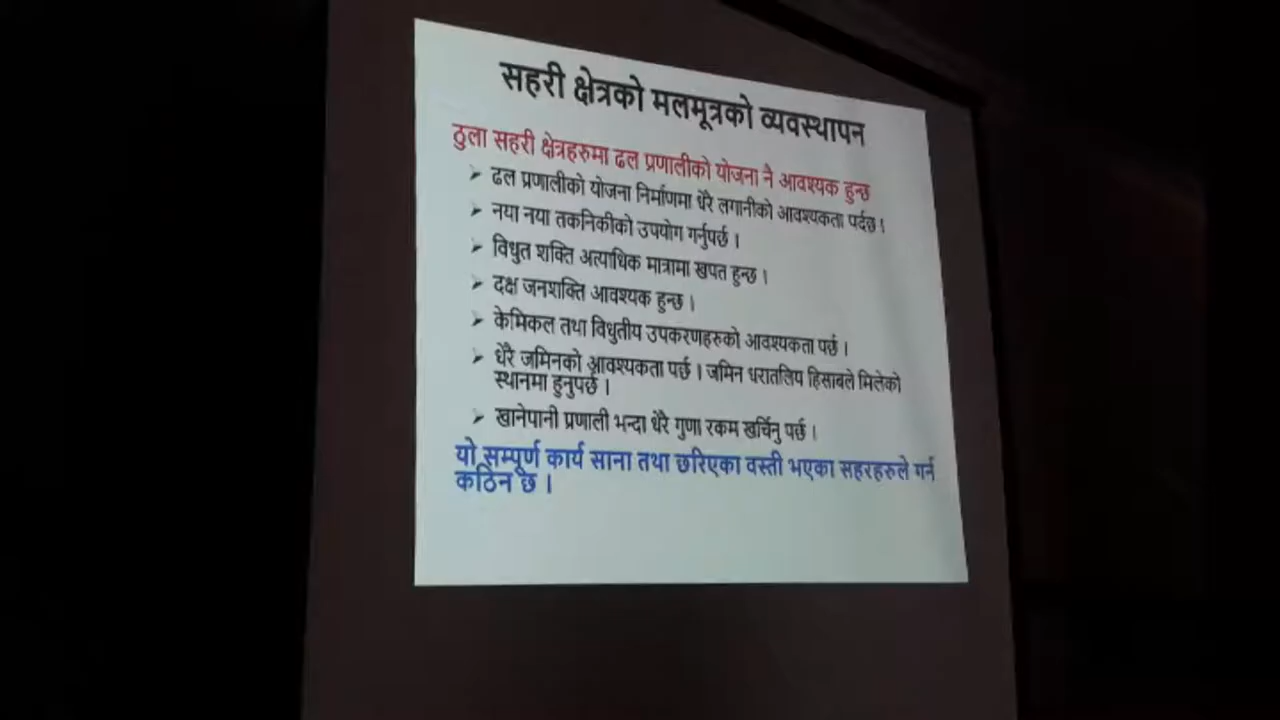 सहरी क्षेत्रको मलमूत्रको व्यवस्थापन
ठुला सहरी क्षेत्रहरुमा ढल प्रणालीको योजना नै आवश्यक हुन्छ
➢ ढल प्रणालीको योजना निर्माणमा धेरै लगानीको आवश्यकता पर्दछ ।
➢ नया नया तकनिकीको उपयोग गर्नुपर्छ ।
➢ विधुत शक्ति अत्याधिक मात्रामा खपत हुन्छ ।
➢ दक्ष जनशक्ति आवश्यक हुन्छ ।
➢ केमिकल तथा विधुतीय उपकरणहरुको आवश्यकता पर्छ ।
➢ धेरै जमिनको आवश्यकता पर्छ । जमिन धरातलिय हिसाबले मिलेको
स्थानमा हुनुपर्छ ।
➢ खानेपानी प्रणाली भन्दा धेरै गुणा रकम खर्चिनु पर्छ ।
यो सम्पूर्ण कार्य साना तथा छरिएका वस्ती भएका सहरहरुले गर्न
कठिन छ ।